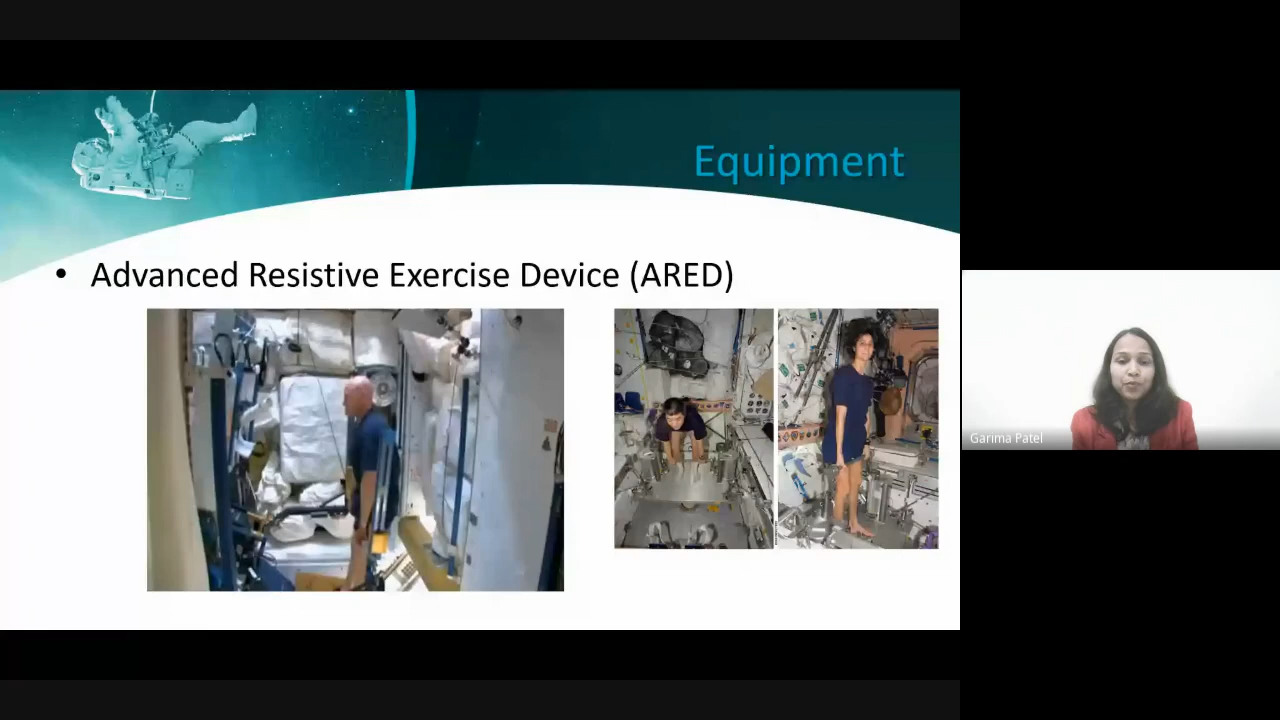 Equipment
• Advanced Resistive Exercise Device (ARED)
Garima Patel